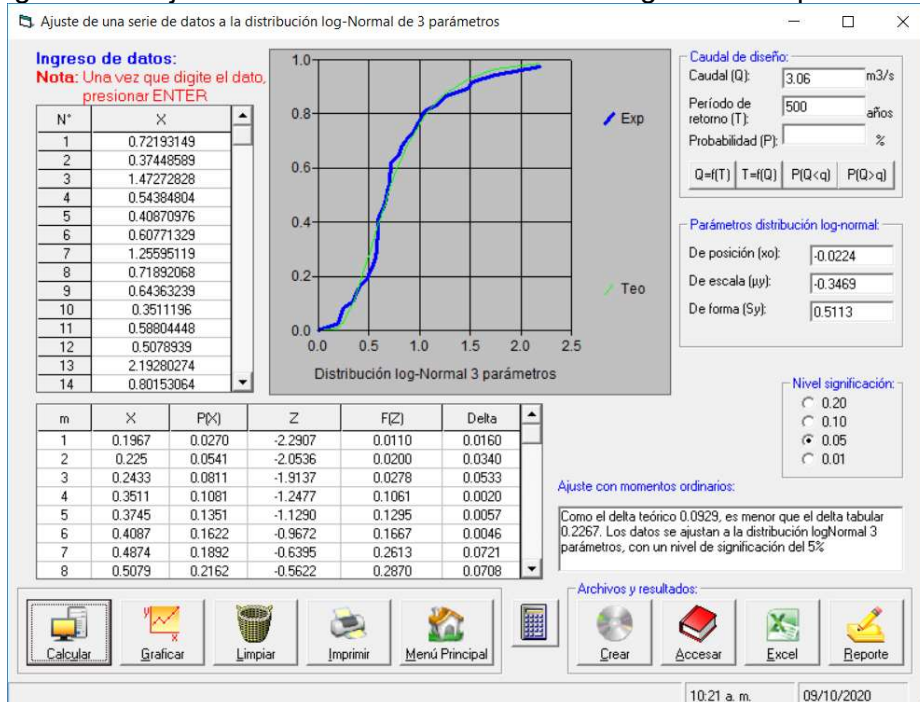 Ajuste de una serie de datos a la distribución log-Normal de 3 parámetros
Ingreso de datos:
Nota: Una vez que digite el dato,
presionar ENTER
N° X
1 0.72193149
2 0.37448589
3 1.47272828
4 0.54384804
5 0.40870976
6 0.60771329
7 1.25595119
8 0.71892068
9 0.64363239
10 0.3511196
11 0.58804448
12 0.5078939
13 2.19280274
14 0.80153064
1.0
0.8
0.6
0.4
0.2
0.0
0.0 0.5 1.0 1.5 2.0 2.5
Exp
Teo
Distribución log-Normal 3 parámetros
Caudal de diseño:
Caudal (Q): 3.06 m3/s
Período de
retorno (T): 500 años
Probabilidad (P): %
Q=f(T) T=f(Q) P(Q<q) P(Q>q)
Parámetros distribución log-normal:
De posición (xo): -0.0224
De escala (μy): -0.3469
De forma (Sy): 0.5113
Nivel significación:
0.20
0.10
0.05
0.01
m X P(X) Z F(Z) Delta
1 0.1967 0.0270 -2.2907 0.0110 0.0160
2 0.225 0.0541 -2.0536 0.0200 0.0340
3 0.2433 0.0811 -1.9137 0.0278 0.0533
4 0.3511 0.1081 -1.2477 0.1061 0.0020
5 0.3745 0.1351 -1.1290 0.1295 0.0057
6 0.4087 0.1622 -0.9672 0.1667 0.0046
7 0.4874 0.1892 -0.6395 0.2613 0.0721
8 0.5079 0.2162 -0.5622 0.2870 0.0708
Ajuste con momentos ordinarios:
Como el delta teórico 0.0929, es menor que el delta tabular
0.2267. Los datos se ajustan a la distribución logNormal 3
parámetros, con un nivel de significación del 5%
Calcular Graficar Limpiar Imprimir Menú Principal
Archivos y resultados:
Crear Accesar Excel Reporte
10:21 a. m. 09/10/2020